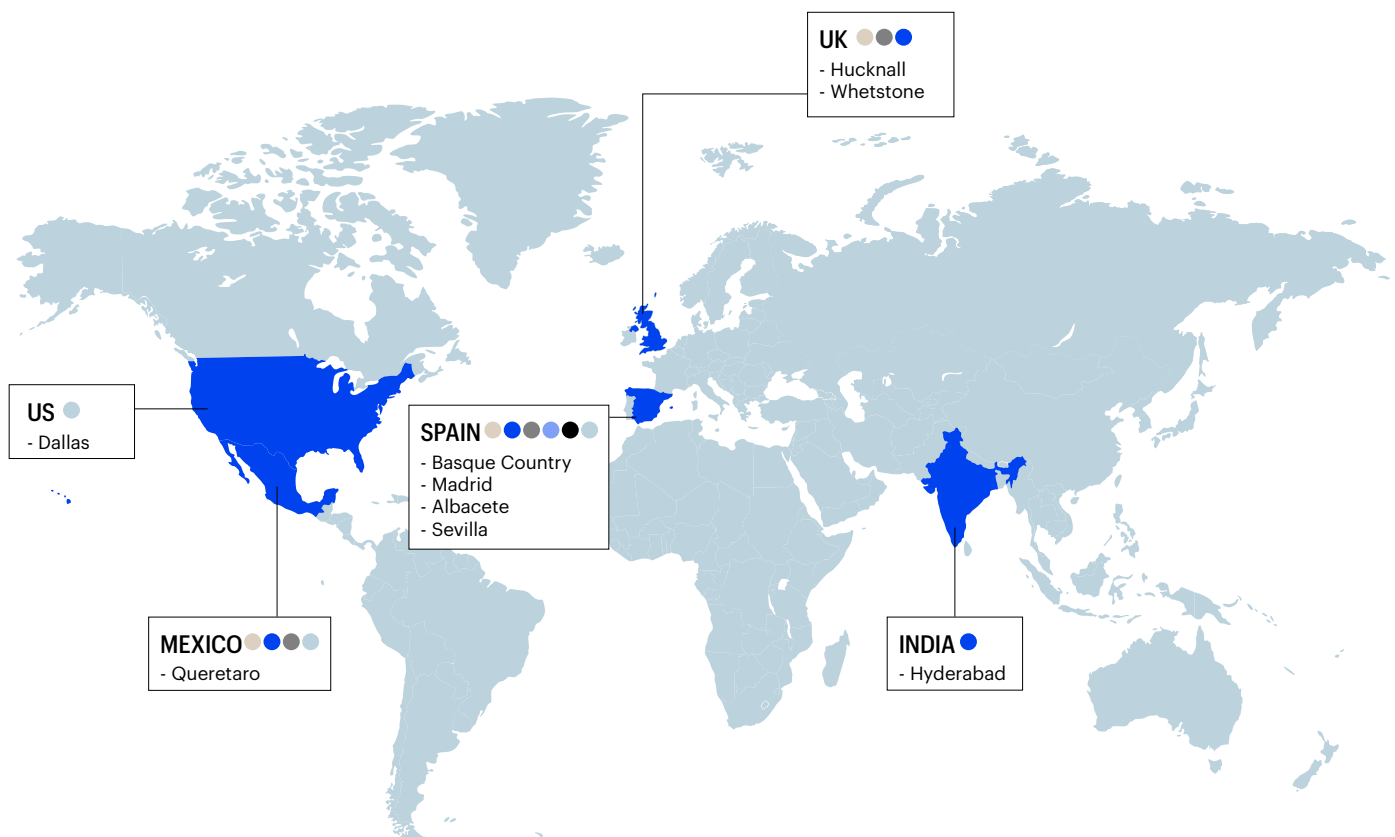 UK
- Hucknall
- Whetstone
US
- Dallas
SPAIN
- Basque Country
- Madrid
- Albacete
- Sevilla
MEXICO
- Queretaro
INDIA
- Hyderabad